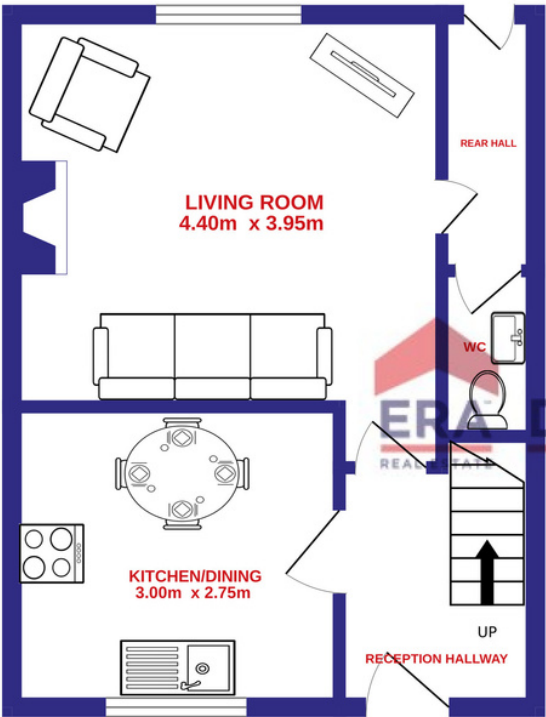 REAR HALL
LIVING ROOM
4.40m x 3.95m
WC
ERA
REAL ESTATE
KITCHEN/DINING
3.00m x 2.75m
UP
RECEPTION HALLWAY